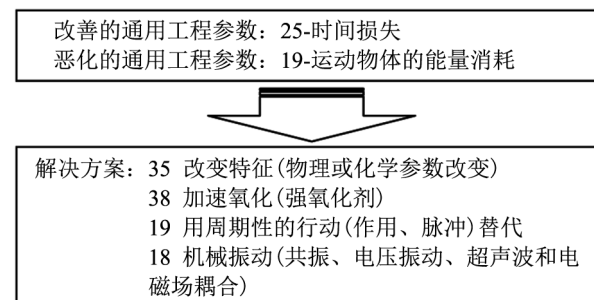 改善的通用工程参数：25-时间损失
恶化的通用工程参数：19-运动物体的能量消耗
解决方案：35 改变特征(物理或化学参数改变)
38 加速氧化(强氧化剂)
19 用周期性的行动(作用、脉冲)替代
18 机械振动(共振、电压振动、超声波和电
磁场耦合)